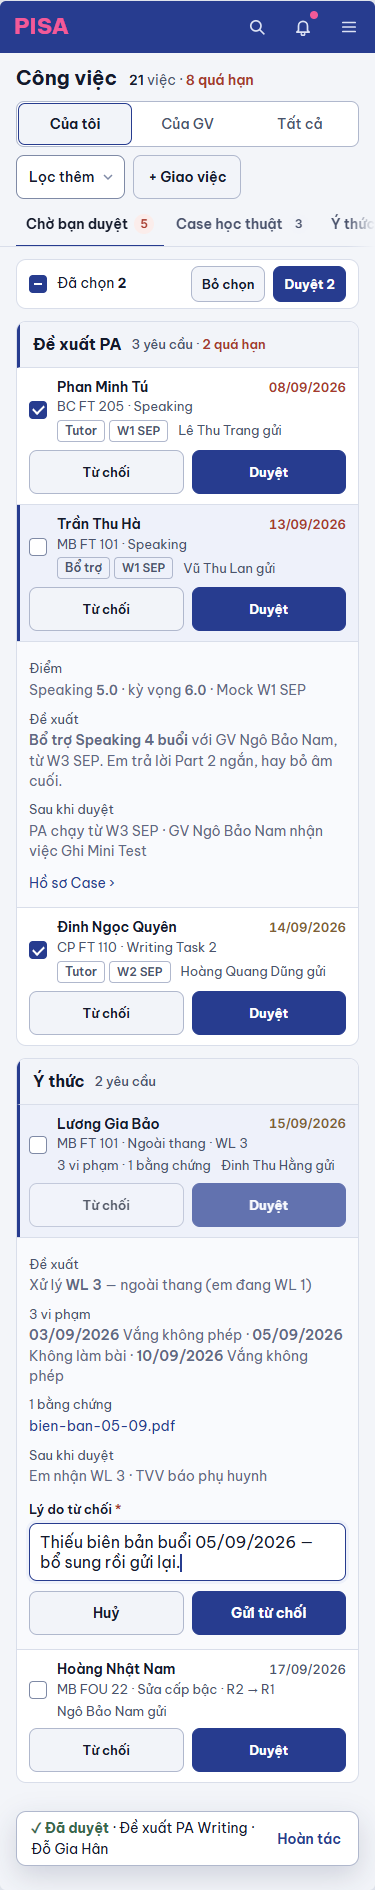 PISA
Công việc 21 việc · 8 quá hạn
Của tôi Của GV Tất cả
Lọc thêm + Giao việc
Chờ bạn duyệt 5 Case học thuật 3 Ý thức
Đã chọn 2 Bỏ chọn Duyệt 2
Đề xuất PA 3 yêu cầu · 2 quá hạn
Phan Minh Tú 08/09/2026
BC FT 205 · Speaking
Tutor W1 SEP Lê Thu Trang gửi
Từ chối Duyệt
Trần Thu Hà 13/09/2026
MB FT 101 · Speaking
Bổ trợ W1 SEP Vũ Thu Lan gửi
Từ chối Duyệt
Điểm
Speaking 5.0 · kỳ vọng 6.0 · Mock W1 SEP
Đề xuất
Bổ trợ Speaking 4 buổi với GV Ngô Bảo Nam,
từ W3 SEP. Em trả lời Part 2 ngắn, hay bỏ âm
cuối.
Sau khi duyệt
PA chạy từ W3 SEP · GV Ngô Bảo Nam nhận
việc Ghi Mini Test
Hồ sơ Case ›
Đinh Ngọc Quyên 14/09/2026
CP FT 110 · Writing Task 2
Tutor W2 SEP Hoàng Quang Dũng gửi
Từ chối Duyệt
Ý thức 2 yêu cầu
Lương Gia Bảo 15/09/2026
MB FT 101 · Ngoài thang · WL 3
3 vi phạm · 1 bằng chứng Đinh Thu Hằng gửi
Từ chối Duyệt
Đề xuất
Xử lý WL 3 — ngoài thang (em đang WL 1)
3 vi phạm
03/09/2026 Vắng không phép · 05/09/2026
Không làm bài · 10/09/2026 Vắng không
phép
1 bằng chứng
bien-ban-05-09.pdf
Sau khi duyệt
Em nhận WL 3 · TVV báo phụ huynh
Lý do từ chối *
Thiếu biên bản buổi 05/09/2026 —
bổ sung rồi gửi lại.
Huỷ Gửi từ chối
Hoàng Nhật Nam 17/09/2026
MB FOU 22 · Sửa cấp bậc · R2 → R1
Ngô Bảo Nam gửi
Từ chối Duyệt
✓ Đã duyệt · Đề xuất PA Writing ·
Đỗ Gia Hân Hoàn tác